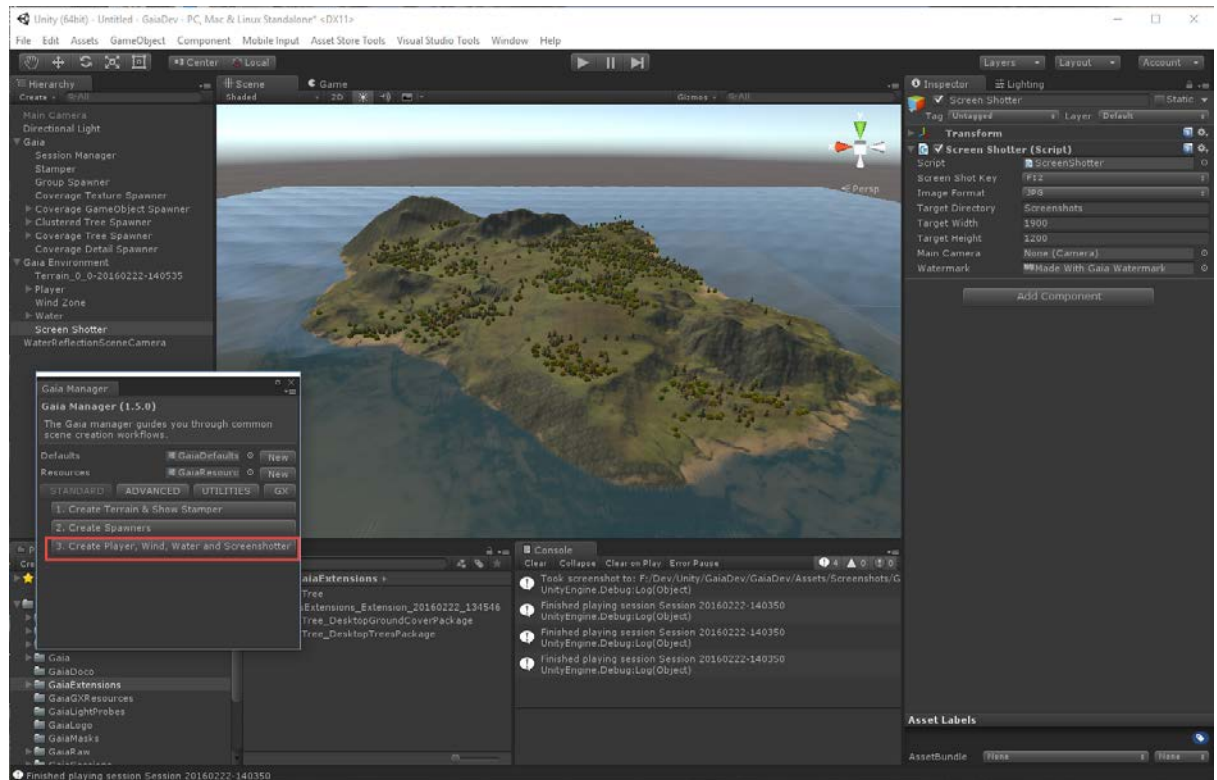 Unity (64bit) - Untitled - GaiaDev - PC, Mac & Linux Standalone* <DX11>
File Edit Assets GameObject Component Mobile Input Asset Store Tools Visual Studio Tools Window Help
Center Local Layers Layout Account
Hierarchy
Create All
Main Camera
Directional Light
Gaia
Session Manager
Stamper
Group Spawner
Coverage Texture Spawner
Coverage GameObject Spawner
Clustered Tree Spawner
Coverage Tree Spawner
Coverage Detail Spawner
Gaia Environment
Terrain_0_0-20160222-140535
Player
Wind Zone
Water
Screen Shotter
WaterReflectionSceneCamera
Scene Game
Shaded 2D Gizmos All
Persp
Inspector Lighting
Screen Shotter Static
Tag Untagged Layer Default
Transform
Screen Shotter (Script)
Script ScreenShotter
Screen Shot Key F12
Image Format JPG
Target Directory Screenshots
Target Width 1900
Target Height 1200
Main Camera None (Camera)
Watermark Made With Gaia Watermark
Add Component
Gaia Manager
Gaia Manager (1.5.0)
The Gaia manager guides you through common
scene creation workflows.
Defaults GaiaDefaults New
Resources GaiaResourc New
STANDARD ADVANCED UTILITIES GX
1. Create Terrain & Show Stamper
2. Create Spawners
3. Create Player, Wind, Water and Screenshotter
aiaExtensions
Tree
sExtensions_Extension_20160222_134546
Tree_DesktopGroundCoverPackage
Tree_DesktopTreesPackage
Gaia
GaiaDoco
GaiaExtensions
GaiaGXResources
GaiaLightProbes
GaiaLogo
GaiaMasks
GaiaRaw
Console
Clear Collapse Clear on Play Error Pause 4 0 0
Took screenshot to: F:/Dev/Unity/GaiaDev/GaiaDev/Assets/Screenshots/G
UnityEngine.Debug:Log(Object)
Finished playing session Session 20160222-140350
UnityEngine.Debug:Log(Object)
Finished playing session Session 20160222-140350
UnityEngine.Debug:Log(Object)
Finished playing session Session 20160222-140350
UnityEngine.Debug:Log(Object)
Asset Labels
AssetBundle None None
Finished playing session Session 20160222-140350